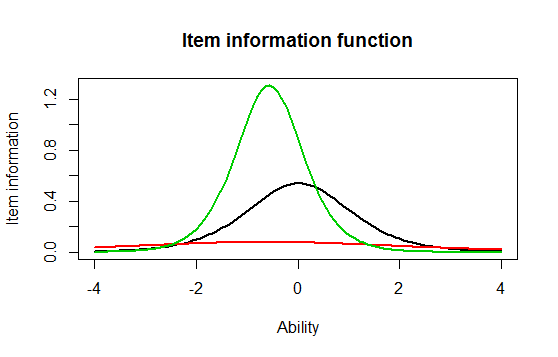 Item information function
Item information
1.2
0.8
0.4
0.0
-4 -2 0 2 4
Ability